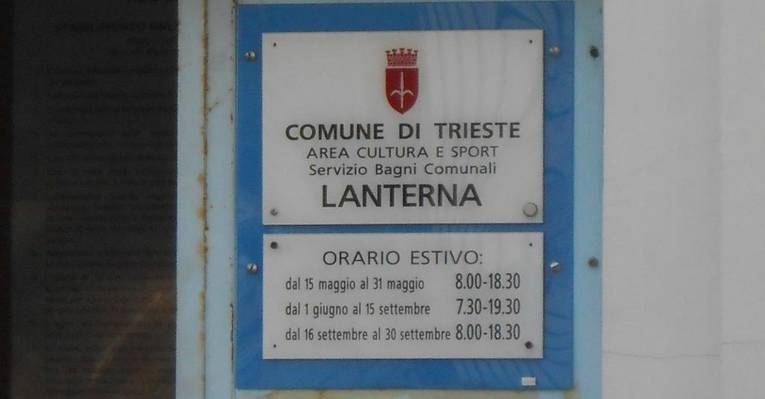 COMUNE DI TRIESTE
AREA CULTURA E SPORT
Servizio Bagni Comunali
LANTERNA
ORARIO ESTIVO:
dal 15 maggio al 31 maggio 8.00-18.30
dal 1 giugno al 15 settembre 7.30-19.30
dal 16 settembre al 30 settembre 8.00-18.30